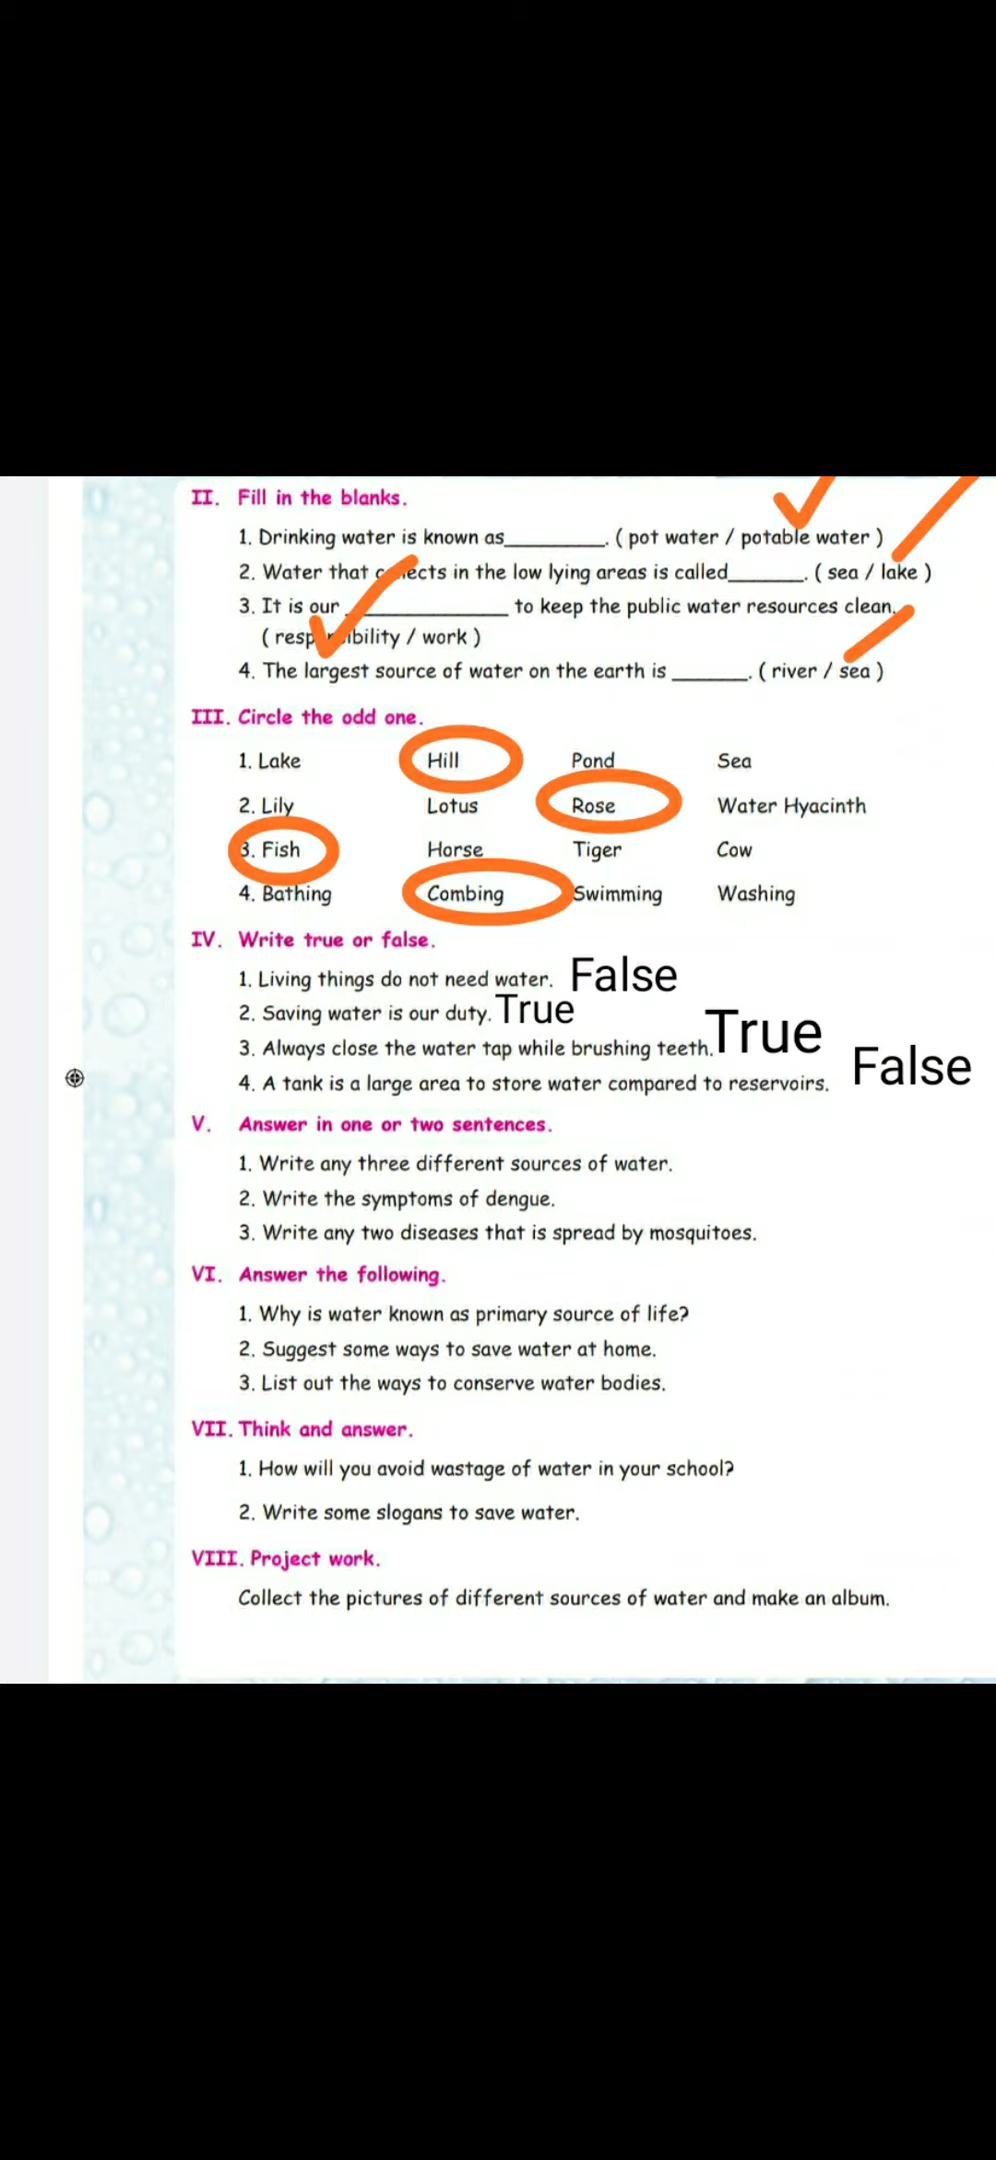 II. Fill in the blanks.
1. Drinking water is known as_________. ( pot water / potable water )
2. Water that collects in the low lying areas is called_______. ( sea / lake )
3. It is our _______________ to keep the public water resources clean.
( responsibility / work )
4. The largest source of water on the earth is _______. ( river / sea )
III. Circle the odd one.
1. Lake Hill Pond Sea
2. Lily Lotus Rose Water Hyacinth
3. Fish Horse Tiger Cow
4. Bathing Combing Swimming Washing
IV. Write true or false.
1. Living things do not need water. False
2. Saving water is our duty. True
3. Always close the water tap while brushing teeth. True
4. A tank is a large area to store water compared to reservoirs. False
V. Answer in one or two sentences.
1. Write any three different sources of water.
2. Write the symptoms of dengue.
3. Write any two diseases that is spread by mosquitoes.
VI. Answer the following.
1. Why is water known as primary source of life?
2. Suggest some ways to save water at home.
3. List out the ways to conserve water bodies.
VII. Think and answer.
1. How will you avoid wastage of water in your school?
2. Write some slogans to save water.
VIII. Project work.
Collect the pictures of different sources of water and make an album.